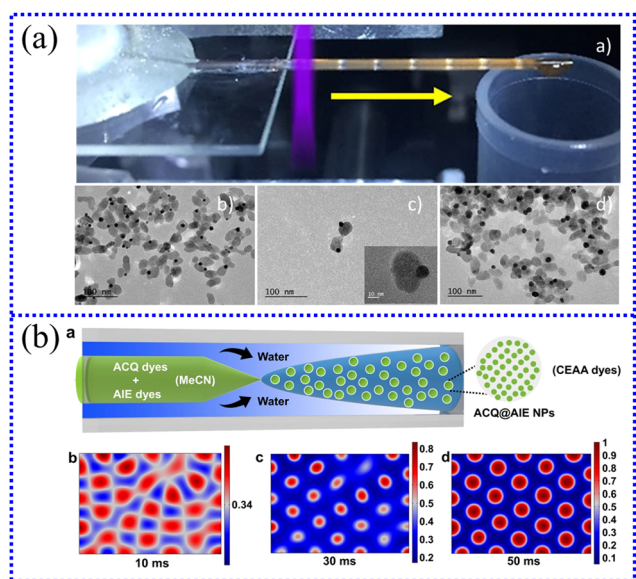 (a)
a)
b)
c)
d)
100 nm
100 nm
10 nm
100 nm
(b)
a
ACQ dyes
+
AIE dyes
(MeCN)
Water
Water
(CEAA dyes)
ACQ@AIE NPs
b
0.34
10 ms
c
0.8
0.7
0.6
0.5
0.4
0.3
0.2
30 ms
d
1
0.9
0.8
0.7
0.6
0.5
0.4
0.3
0.2
0.1
50 ms